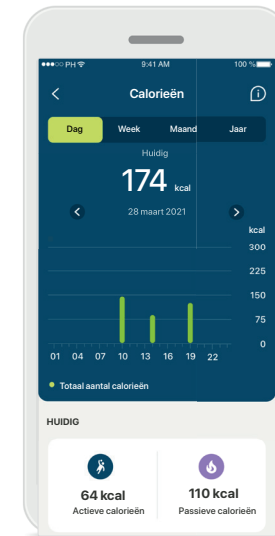 PH 9:41 AM 100 %
Calorieën
Dag Week Maand Jaar
Huidig
174 kcal
28 maart 2021
kcal
300
225
150
75
0
01 04 07 10 13 16 19 22
Totaal aantal calorieën
HUIDIG
64 kcal 110 kcal
Actieve calorieën Passieve calorieën